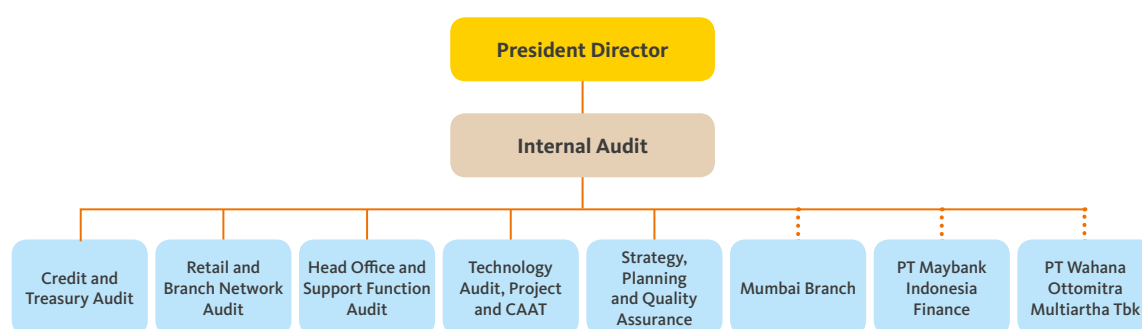 President Director
Internal Audit
Credit and
Treasury Audit
Retail and
Branch Network
Audit
Head Office and
Support Function
Audit
Technology
Audit, Project
and CAAT
Strategy,
Planning
and Quality
Assurance
Mumbai Branch
PT Maybank
Indonesia
Finance
PT Wahana
Ottomitra
Multiartha Tbk